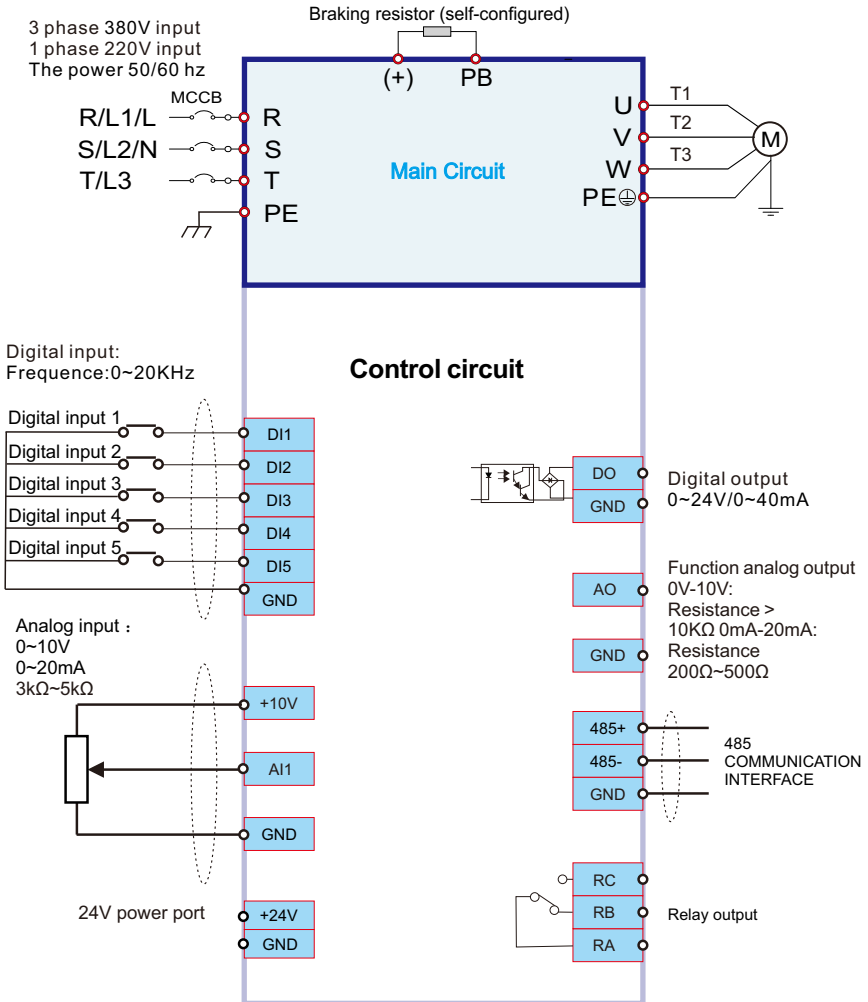 Braking resistor (self-configured)
3 phase 380V input
1 phase 220V input
The power 50/60 hz
(+)
PB
MCCB
R/L1/L
R
S/L2/N
S
T/L3
T
PE
Main Circuit
U
T1
V
T2
W
T3
PE
M
Digital input:
Frequence:0~20KHz
Control circuit
Digital input 1
DI1
Digital input 2
DI2
Digital input 3
DI3
Digital input 4
DI4
Digital input 5
DI5
GND
DO
GND
Digital output
0~24V/0~40mA
AO
GND
Function analog output
0V-10V:
Resistance >
10KΩ 0mA-20mA:
Resistance
200Ω~500Ω
Analog input :
0~10V
0~20mA
3kΩ~5kΩ
+10V
AI1
GND
485+
485-
GND
485
COMMUNICATION
INTERFACE
24V power port
+24V
GND
RC
RB
RA
Relay output